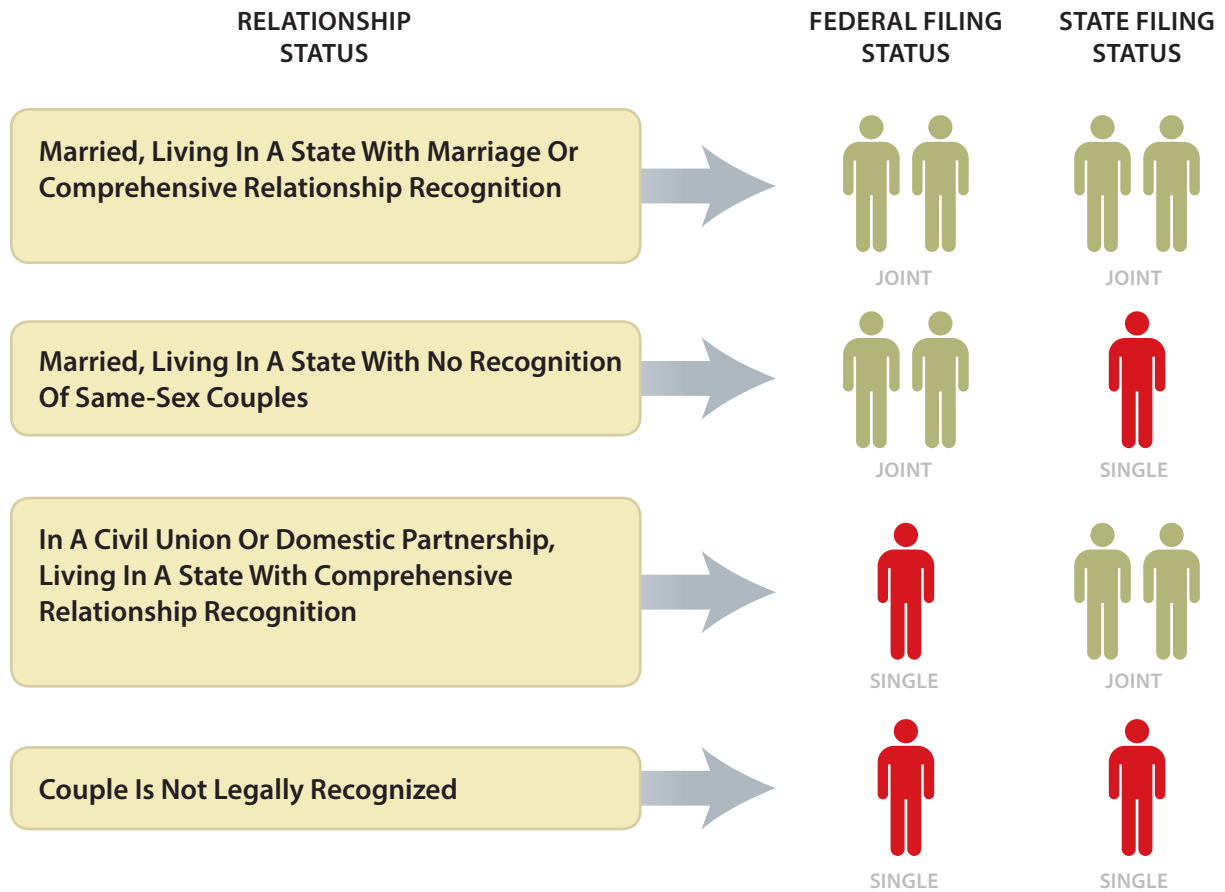 RELATIONSHIP
STATUS
FEDERAL FILING
STATUS
STATE FILING
STATUS
Married, Living In A State With Marriage Or
Comprehensive Relationship Recognition
JOINT
JOINT
Married, Living In A State With No Recognition
Of Same-Sex Couples
JOINT
SINGLE
In A Civil Union Or Domestic Partnership,
Living In A State With Comprehensive
Relationship Recognition
SINGLE
JOINT
Couple Is Not Legally Recognized
SINGLE
SINGLE